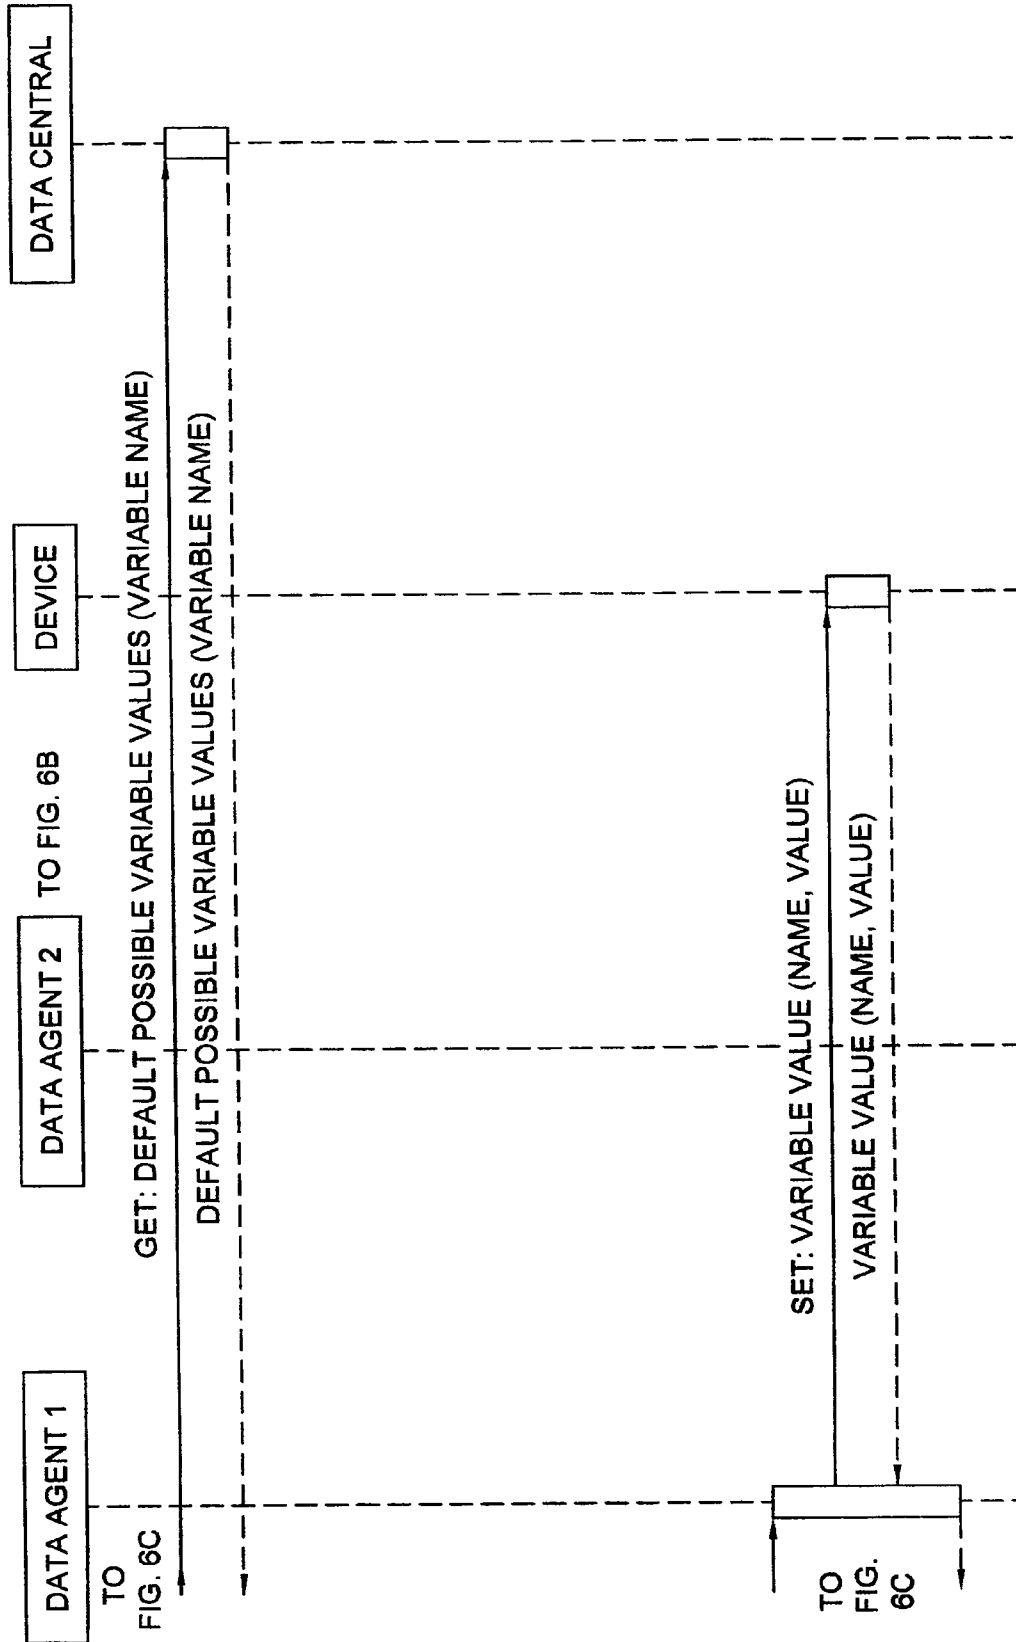 DATA AGENT 1
DATA AGENT 2
TO FIG. 6B
DEVICE
DATA CENTRAL
TO
FIG. 6C
GET: DEFAULT POSSIBLE VARIABLE VALUES (VARIABLE NAME)
DEFAULT POSSIBLE VARIABLE VALUES (VARIABLE NAME)
SET: VARIABLE VALUE (NAME, VALUE)
VARIABLE VALUE (NAME, VALUE)
TO
FIG.
6C